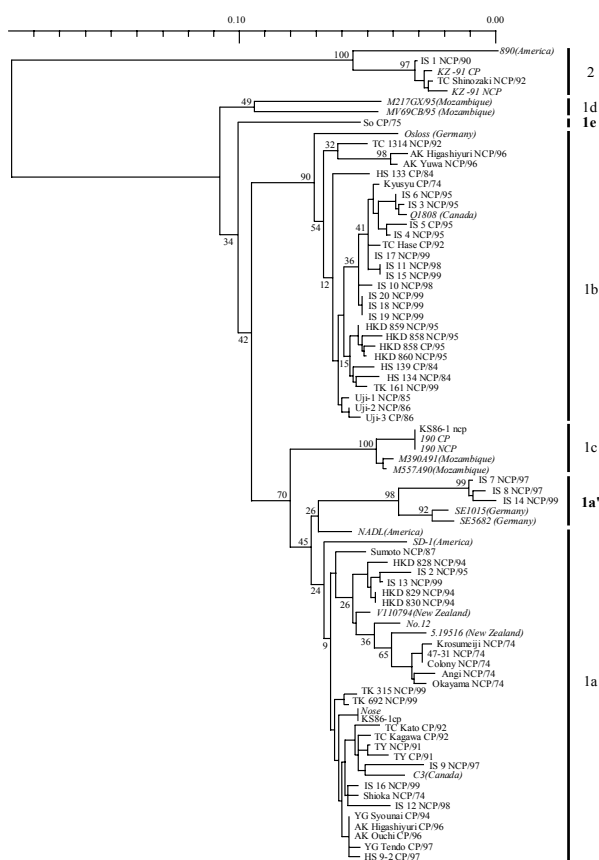 0.10 0.00
100
890(America)
97
IS 1 NCP/90
KZ -91 CP
TC Shinozaki NCP/92
KZ -91 NCP
2
49
M217GX/95(Mozambique)
MV69CB/95 (Mozambique)
1d
So CP/75
1e
34
Osloss (Germany)
32
TC 1314 NCP/92
98
AK Higashiyuri NCP/96
AK Yuwa NCP/96
90
HS 133 CP/84
54
Kyusyu CP/74
IS 6 NCP/95
IS 3 NCP/95
Q1808 (Canada)
IS 5 CP/95
41
IS 4 NCP/95
TC Hase CP/92
IS 17 NCP/99
36
IS 11 NCP/98
IS 15 NCP/99
12
IS 10 NCP/98
IS 20 NCP/99
IS 18 NCP/99
IS 19 NCP/99
HKD 859 NCP/95
HKD 858 NCP/95
HKD 858 CP/95
15
HKD 860 NCP/95
HS 139 CP/84
HS 134 NCP/84
TK 161 NCP/99
Uji-1 NCP/85
Uji-2 NCP/86
Uji-3 CP/86
1b
42
KS86-1 ncp
100
190 CP
190 NCP
M390A91(Mozambique)
M557A90(Mozambique)
1c
70
99
IS 7 NCP/97
IS 8 NCP/97
98
IS 14 NCP/99
26
92
SE1015(Germany)
SE5682 (Germany)
1a'
NADL(America)
45
SD-1(America)
Sumoto NCP/87
24
HKD 828 NCP/94
IS 2 NCP/95
IS 13 NCP/99
26
HKD 829 NCP/94
HKD 830 NCP/94
V110794(New Zealand)
No.12
36
5.19516 (New Zealand)
65
Krosumeiji NCP/74
47-31 NCP/74
Colony NCP/74
Angi NCP/74
Okayama NCP/74
9
TK 315 NCP/99
TK 692 NCP/99
Nose
KS86-1cp
TC Kato CP/92
TC Kagawa CP/92
TY NCP/91
TY CP/91
IS 9 NCP/97
C3(Canada)
IS 16 NCP/99
Shioka NCP/74
IS 12 NCP/98
YG Syounai CP/94
AK Higashiyuri CP/96
AK Ouchi CP/96
YG Tendo CP/97
HS 9-2 CP/97
1a